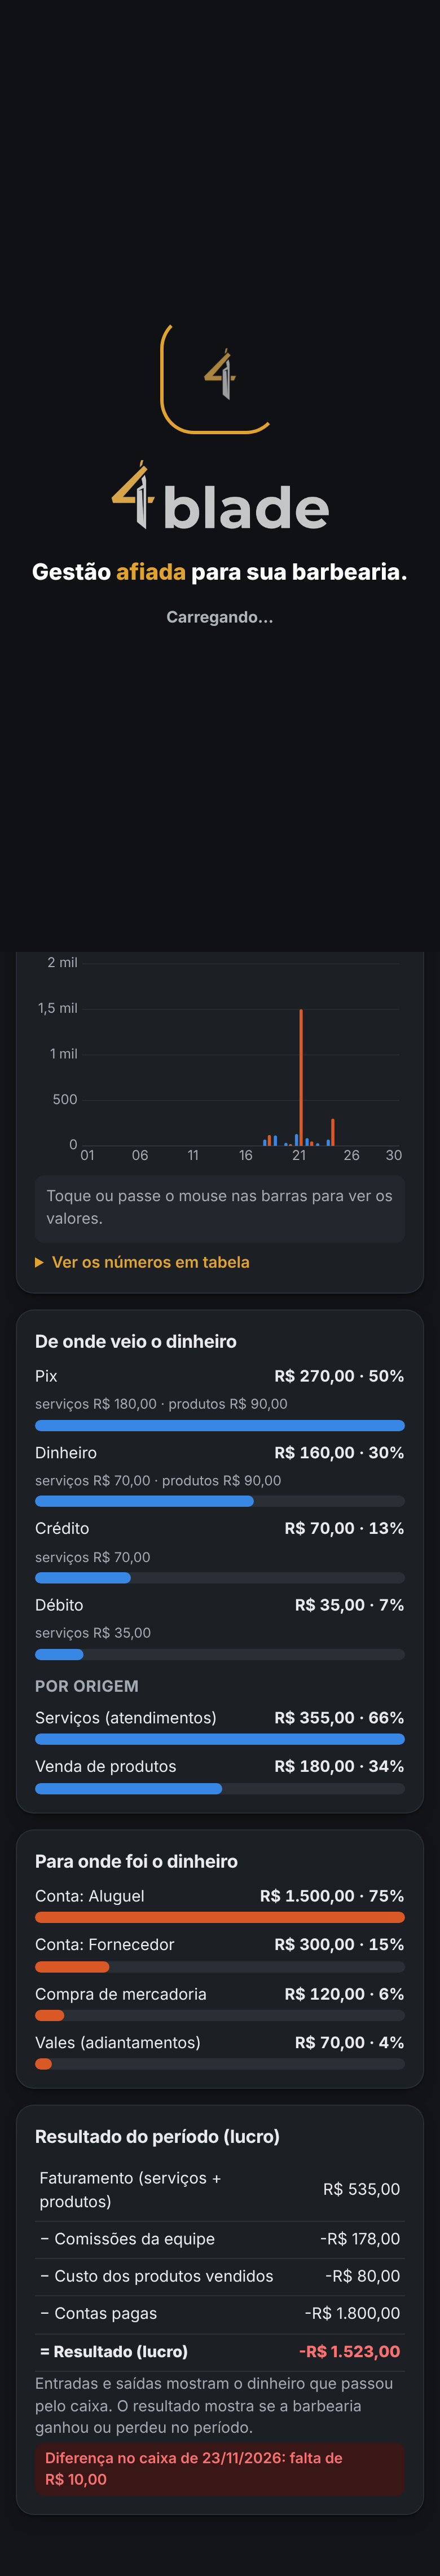 4
4blade
Gestão afiada para sua barbearia.
Carregando...
2 mil
1,5 mil
1 mil
500
0
01 06 11 16 21 26 30
Toque ou passe o mouse nas barras para ver os
valores.
▶ Ver os números em tabela
De onde veio o dinheiro
Pix R$ 270,00 · 50%
serviços R$ 180,00 · produtos R$ 90,00
Dinheiro R$ 160,00 · 30%
serviços R$ 70,00 · produtos R$ 90,00
Crédito R$ 70,00 · 13%
serviços R$ 70,00
Débito R$ 35,00 · 7%
serviços R$ 35,00
POR ORIGEM
Serviços (atendimentos) R$ 355,00 · 66%
Venda de produtos R$ 180,00 · 34%
Para onde foi o dinheiro
Conta: Aluguel R$ 1.500,00 · 75%
Conta: Fornecedor R$ 300,00 · 15%
Compra de mercadoria R$ 120,00 · 6%
Vales (adiantamentos) R$ 70,00 · 4%
Resultado do período (lucro)
Faturamento (serviços +
produtos) R$ 535,00
− Comissões da equipe -R$ 178,00
− Custo dos produtos vendidos -R$ 80,00
− Contas pagas -R$ 1.800,00
= Resultado (lucro) -R$ 1.523,00
Entradas e saídas mostram o dinheiro que passou
pelo caixa. O resultado mostra se a barbearia
ganhou ou perdeu no período.
Diferença no caixa de 23/11/2026: falta de
R$ 10,00